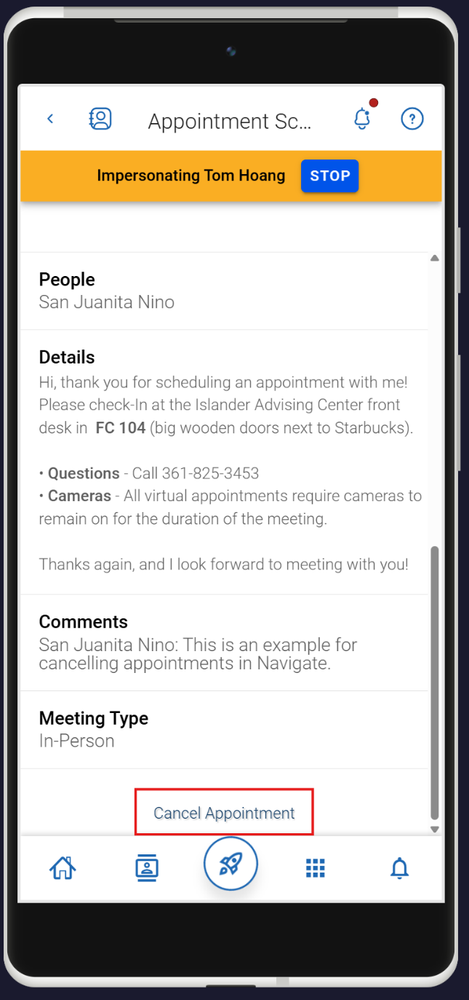 Appointment Sc...
Impersonating Tom Hoang STOP
People
San Juanita Nino
Details
Hi, thank you for scheduling an appointment with me!
Please check-In at the Islander Advising Center front
desk in FC 104 (big wooden doors next to Starbucks).
• Questions - Call 361-825-3453
• Cameras - All virtual appointments require cameras to
remain on for the duration of the meeting.
Thanks again, and I look forward to meeting with you!
Comments
San Juanita Nino: This is an example for
cancelling appointments in Navigate.
Meeting Type
In-Person
Cancel Appointment